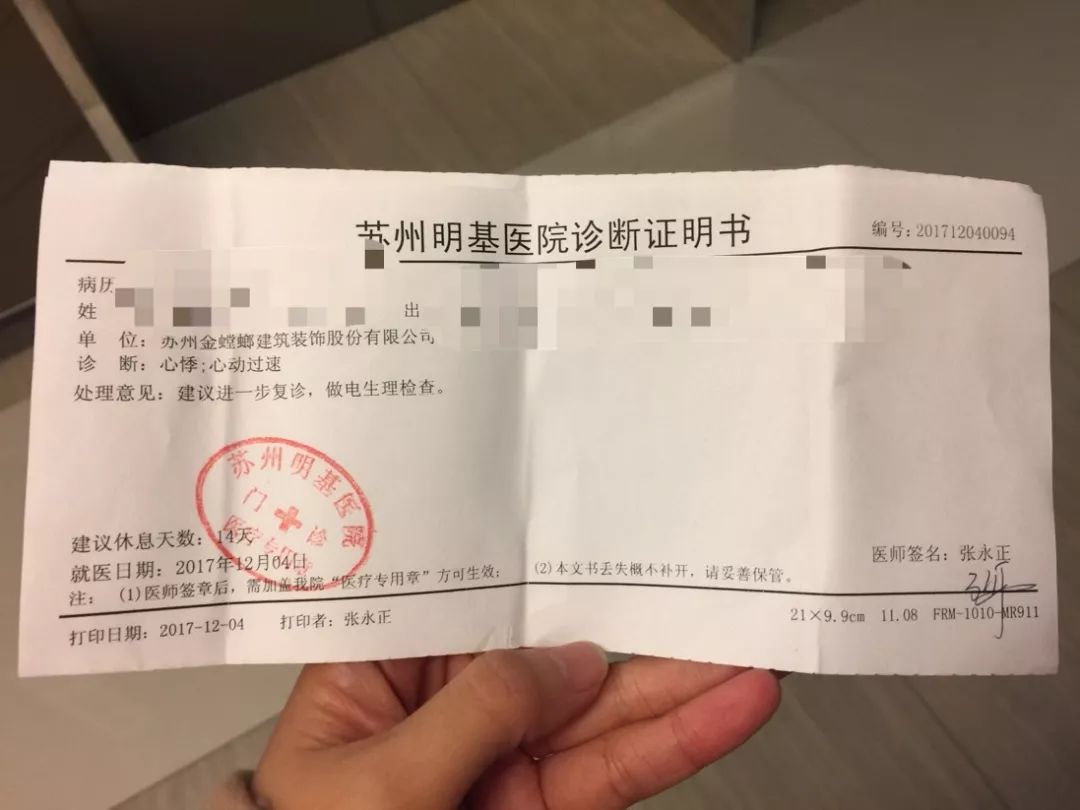 苏州明基医院诊断证明书
编号:201712040094
病历
姓 出
单 位: 苏州金螳螂建筑装饰股份有限公司
诊 断: 心悸;心动过速
处理意见: 建议进一步复诊, 做电生理检查。
苏州明基医院
门 诊
建议休息天数: 14天
就医日期: 2017年12月04日
医师签名: 张永正
注: (1)医师签章后, 需加盖我院“医疗专用章”方可生效; (2)本文书丢失概不补开, 请妥善保管。
打印日期: 2017-12-04 打印者: 张永正 21×9.9cm 11.08 FRM-1010-MR911